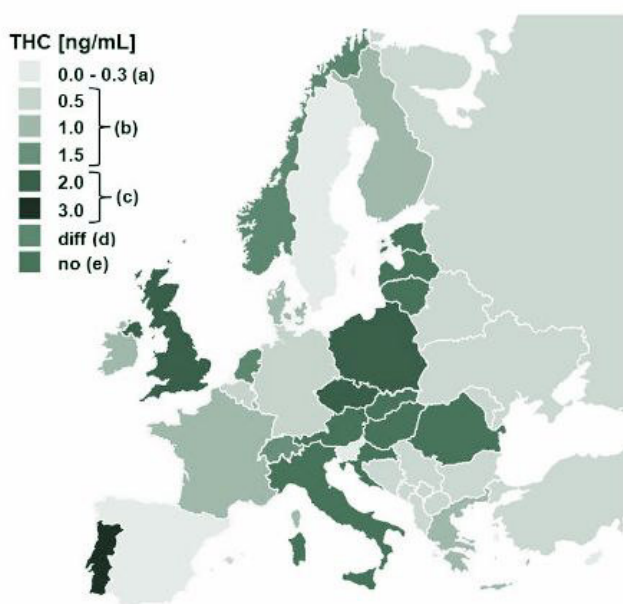 THC [ng/mL]
0.0 - 0.3 (a)
0.5
1.0 (b)
1.5
2.0 (c)
3.0
diff (d)
no (e)